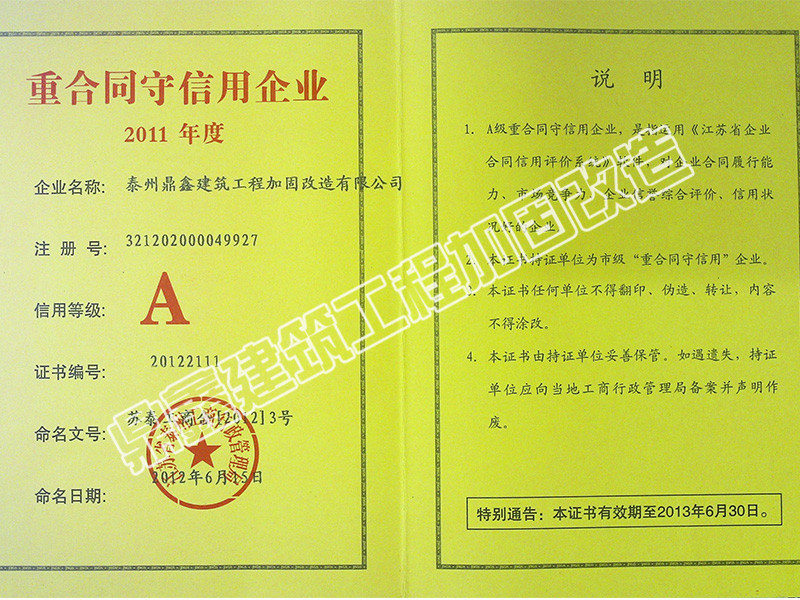 重合同守信用企业
2011 年度
企业名称: 泰州鼎鑫建筑工程加固改造有限公司
注 册 号: 321202000049927
信用等级: A
证书编号: 20122111
命名文号: 苏泰工商合[2012]3号
命名日期: 2012年6月15日
说 明
1. A级重合同守信用企业，是指运用《江苏省企业
合同信用评价系统》软件，对企业合同履行能
力、市场竞争力、企业信誉综合评价、信用状
况好的企业。
2. 本证书持证单位为市级“重合同守信用”企业。
3. 本证书任何单位不得翻印、伪造、转让，内容
不得涂改。
4. 本证书由持证单位妥善保管。如遇遗失，持证
单位应向当地工商行政管理局备案并声明作
废。
特别通告: 本证书有效期至2013年6月30日。
鼎鑫建筑工程加固改造